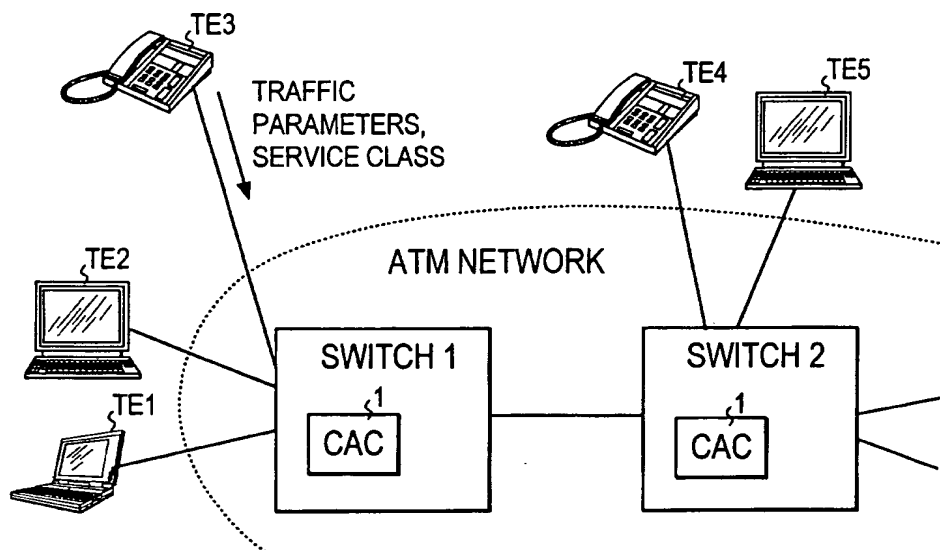 TE3
TRAFFIC
PARAMETERS,
SERVICE CLASS
TE4
TE5
ATM NETWORK
TE2
TE1
SWITCH 1
1
CAC
SWITCH 2
1
CAC